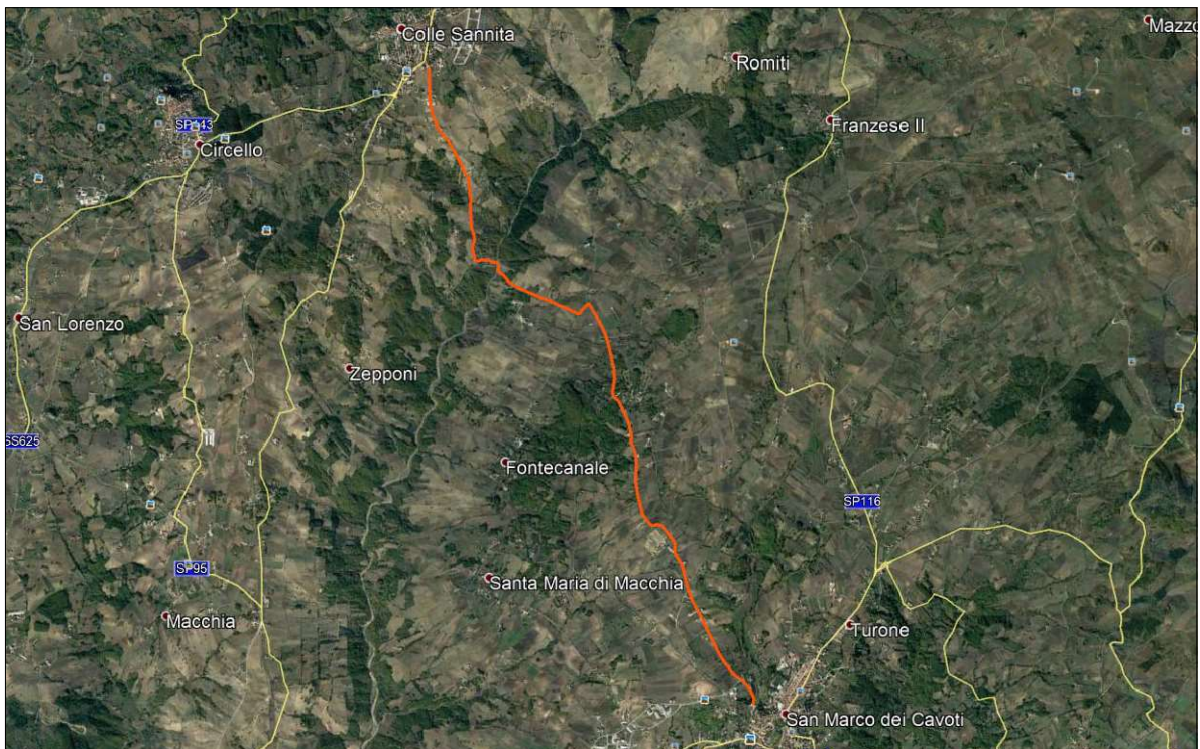 Colle Sannita
Mazzo
Romiti
SP143
Franzese II
Circello
San Lorenzo
Zepponi
SS625
Fontecanale
SP116
SP95
Santa Maria di Macchia
Macchia
Turone
San Marco dei Cavoti